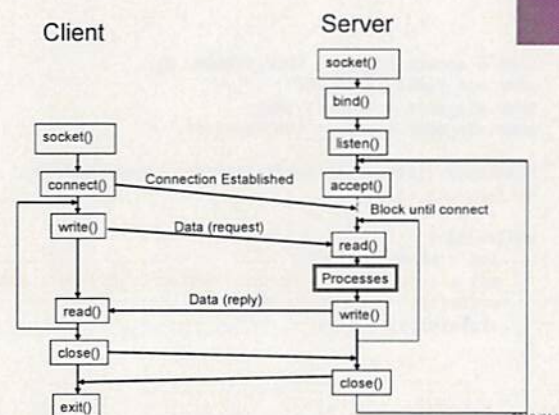 Client
Server
socket()
bind()
listen()
accept()
Block until connect
read()
Processes
write()
close()
socket()
connect()
Connection Established
write()
Data (request)
read()
Data (reply)
close()
exit()